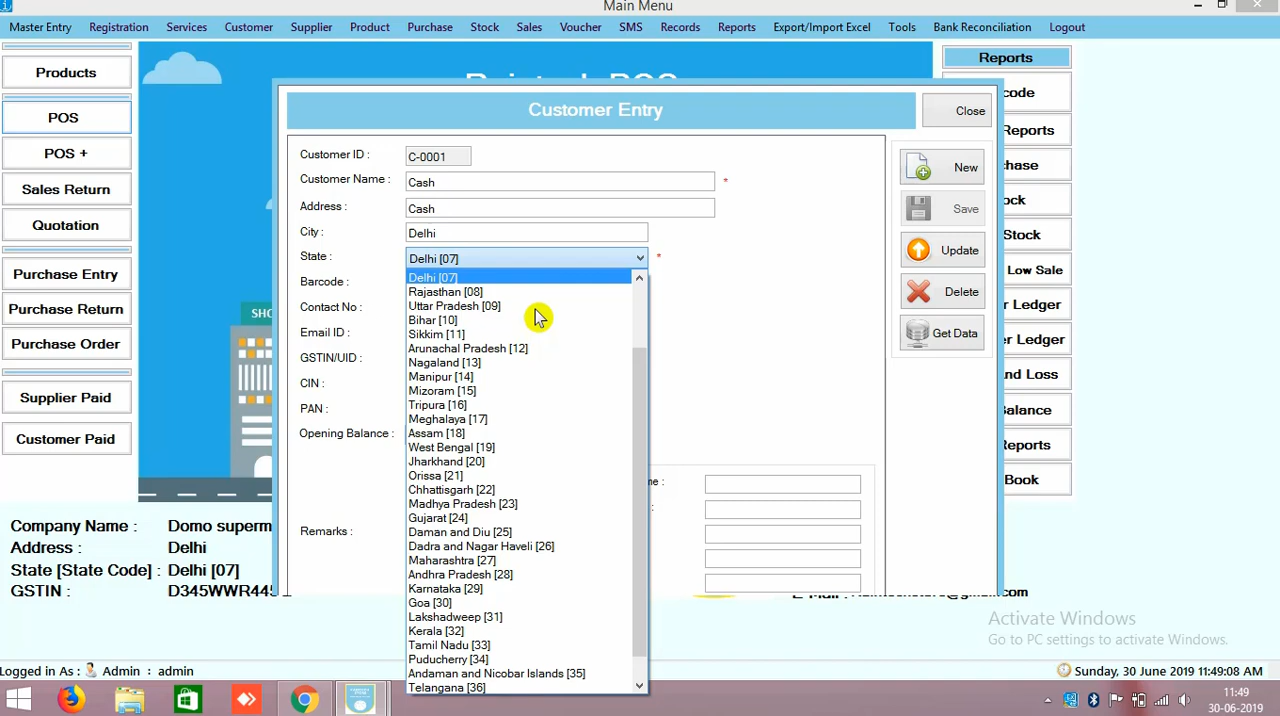 Main Menu
Master Entry Registration Services Customer Supplier Product Purchase Stock Sales Voucher SMS Records Reports Export/Import Excel Tools Bank Reconciliation Logout
Products
POS
POS +
Sales Return
Quotation
Purchase Entry
Purchase Return
Purchase Order
Supplier Paid
Customer Paid
Customer Entry
Close
Customer ID : C-0001
Customer Name : Cash *
Address : Cash
City : Delhi
State : Delhi [07] *
Barcode :
Contact No :
Email ID :
GSTIN/UID :
CIN :
PAN :
Opening Balance :
Remarks :
Delhi [07]
Rajasthan [08]
Uttar Pradesh [09]
Bihar [10]
Sikkim [11]
Arunachal Pradesh [12]
Nagaland [13]
Manipur [14]
Mizoram [15]
Tripura [16]
Meghalaya [17]
Assam [18]
West Bengal [19]
Jharkhand [20]
Orissa [21]
Chhattisgarh [22]
Madhya Pradesh [23]
Gujarat [24]
Daman and Diu [25]
Dadra and Nagar Haveli [26]
Maharashtra [27]
Andhra Pradesh [28]
Karnataka [29]
Goa [30]
Lakshadweep [31]
Kerala [32]
Tamil Nadu [33]
Puducherry [34]
Andaman and Nicobar Islands [35]
Telangana [36]
New
Save
Update
Delete
Get Data
Reports
Reports
Low Sale
Ledger
Balance
Reports
Book
Company Name : Domo
Address : Delhi
State [State Code] : Delhi [07]
GSTIN :
Activate Windows
Go to PC settings to activate Windows.
Logged in As : Admin : admin
Sunday, 30 June 2019 11:49:08 AM
11:49
30-06-2019